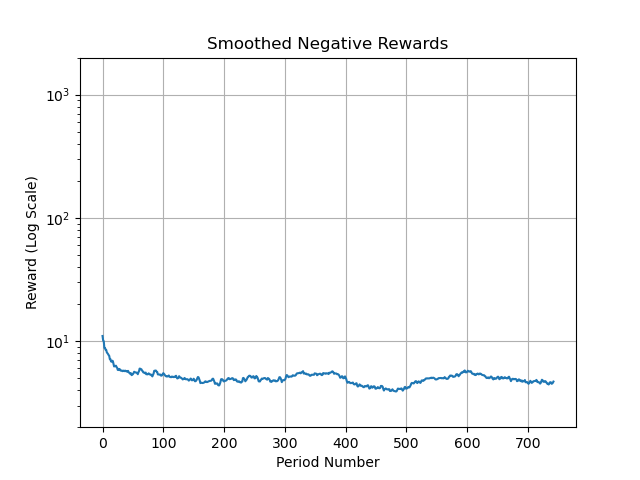 Smoothed Negative Rewards
Reward (Log Scale)
10³
10²
10¹
0 100 200 300 400 500 600 700
Period Number